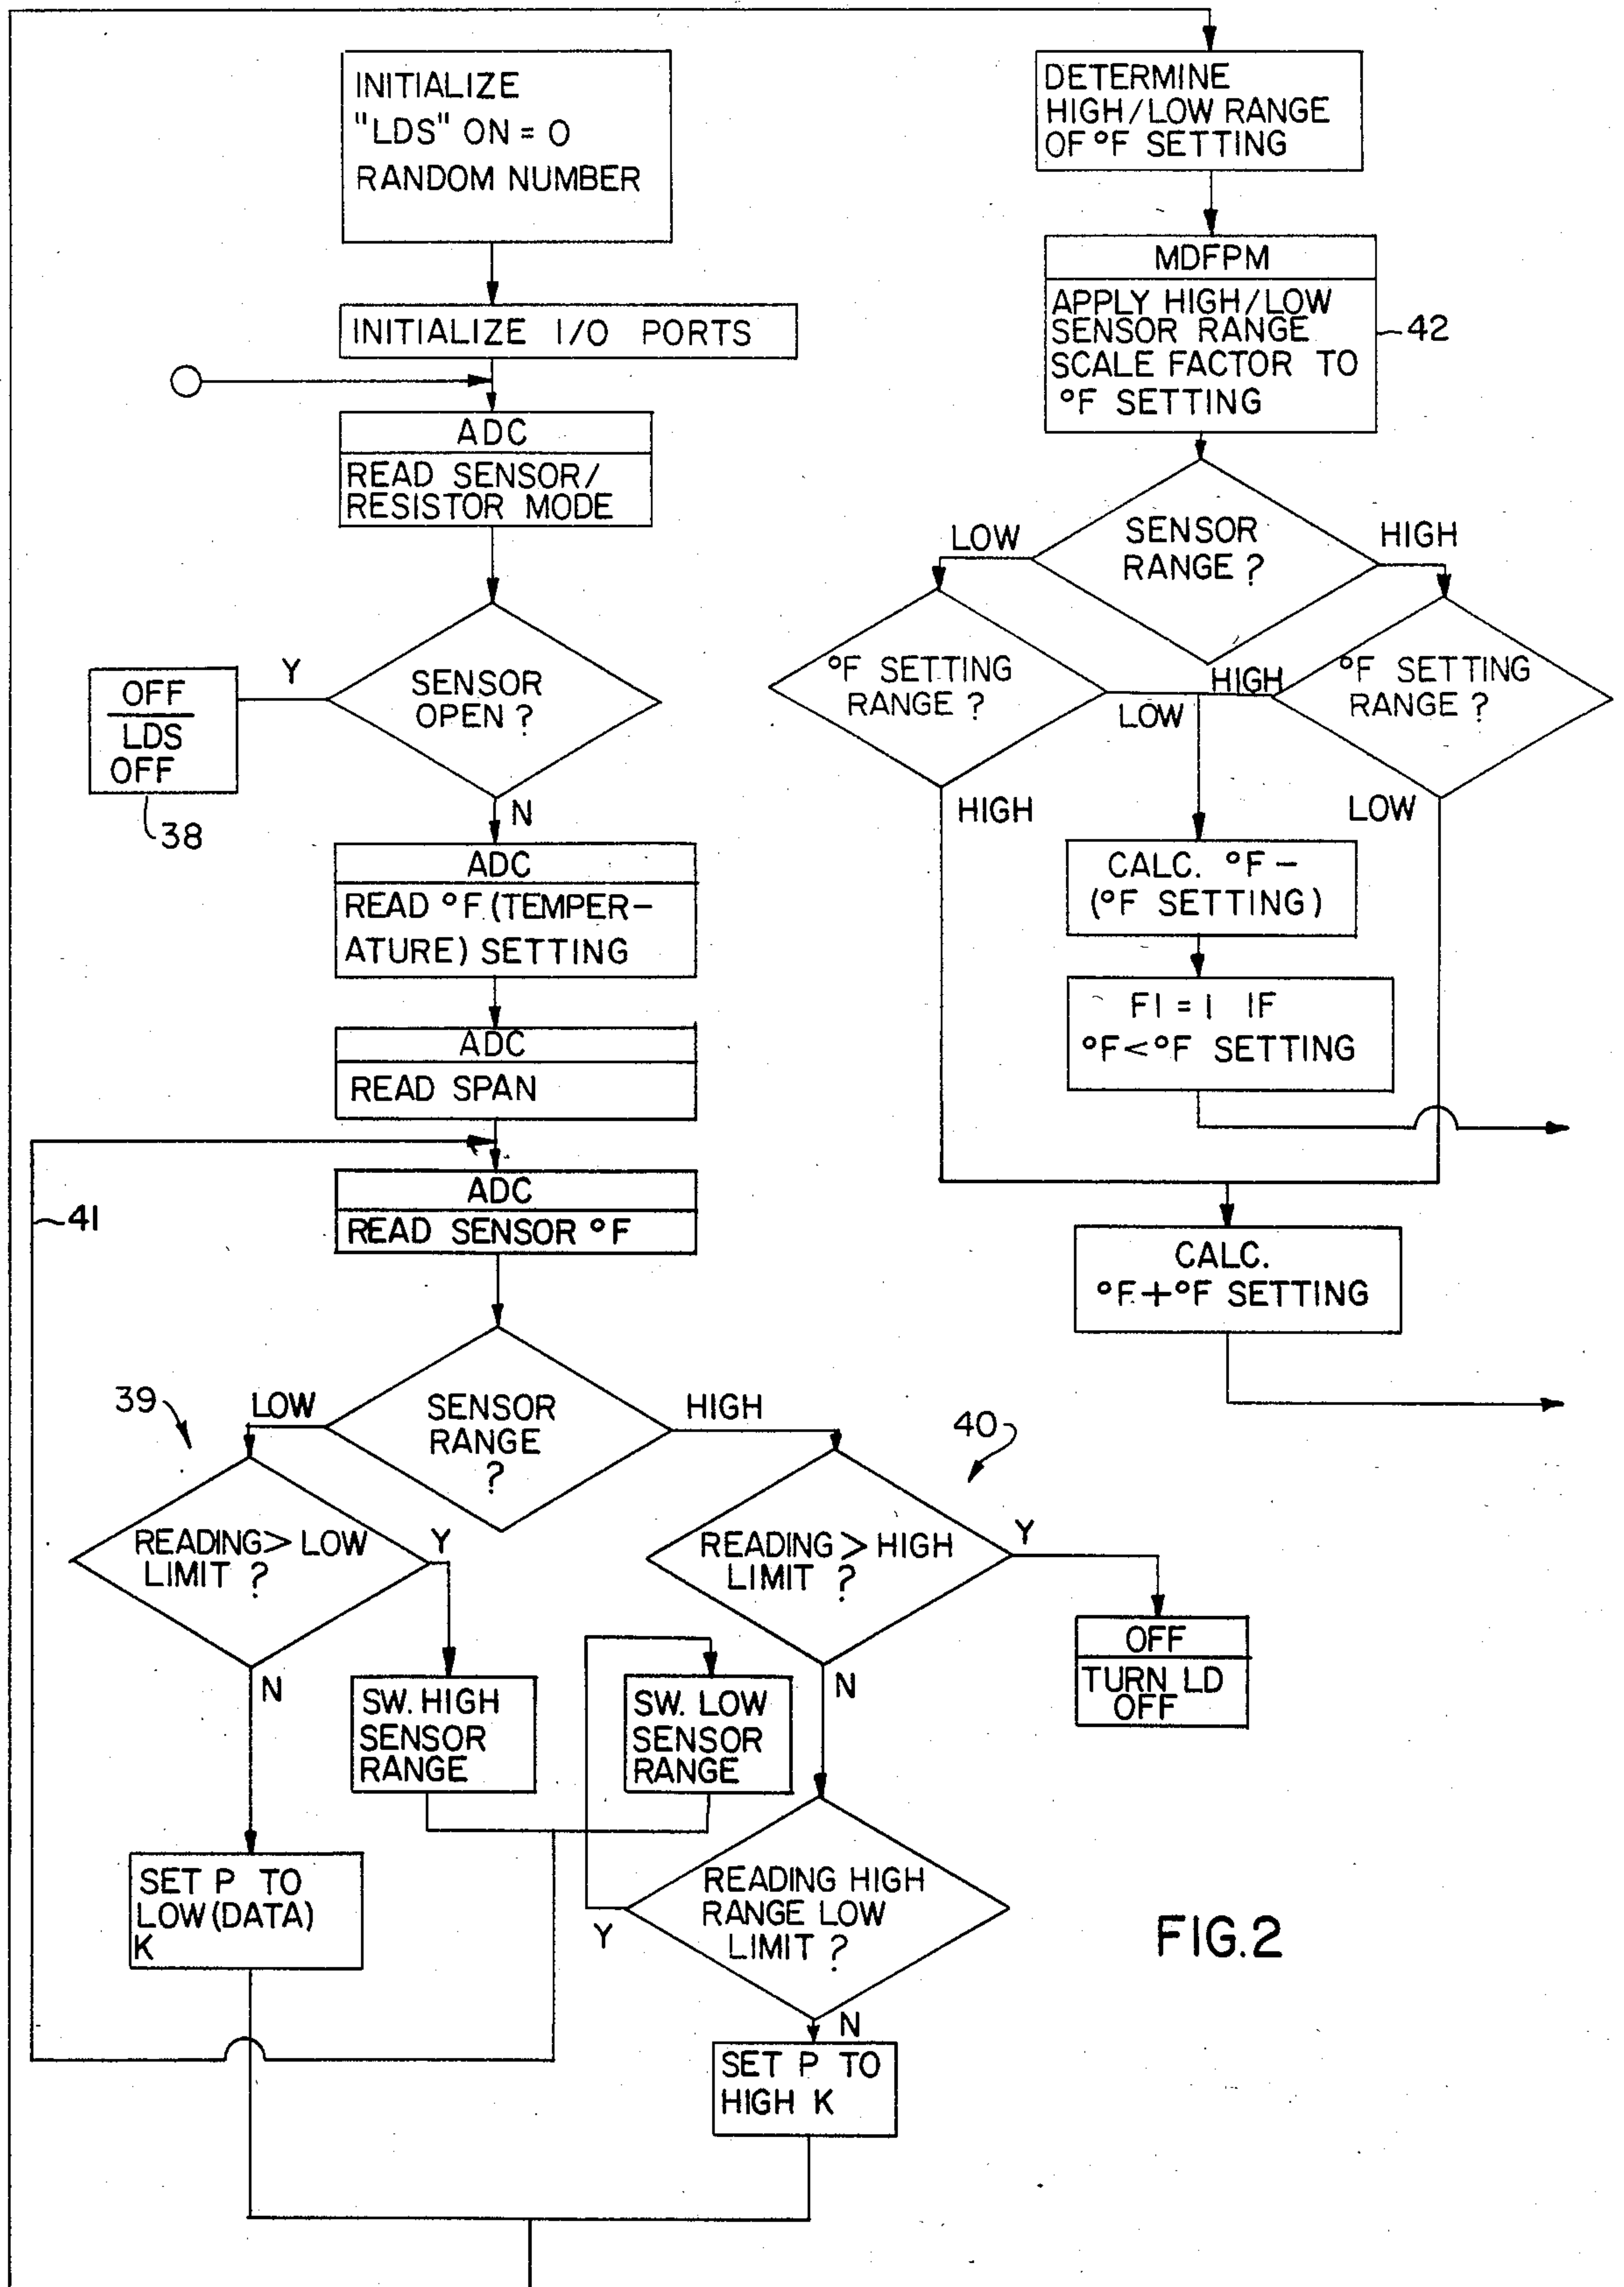 INITIALIZE
"LDS" ON = 0
RANDOM NUMBER
INITIALIZE I/O PORTS
ADC
READ SENSOR/
RESISTOR MODE
SENSOR
OPEN ?
Y
OFF
LDS
OFF
38
N
ADC
READ °F (TEMPER-
ATURE) SETTING
ADC
READ SPAN
ADC
READ SENSOR °F
41
SENSOR
RANGE
?
LOW
HIGH
39
40
READING > LOW
LIMIT ?
Y
N
SW. HIGH
SENSOR
RANGE
SET P TO
LOW (DATA)
K
READING > HIGH
LIMIT ?
Y
OFF
TURN LD
OFF
N
SW. LOW
SENSOR
RANGE
READING HIGH
RANGE LOW
LIMIT ?
Y
N
SET P TO
HIGH K
DETERMINE
HIGH/LOW RANGE
OF °F SETTING
MDFPM
APPLY HIGH/LOW
SENSOR RANGE
SCALE FACTOR TO
°F SETTING
42
SENSOR
RANGE ?
LOW
HIGH
°F SETTING
RANGE ?
LOW
HIGH
°F SETTING
RANGE ?
HIGH
LOW
CALC. °F –
(°F SETTING)
F1 = 1 IF
°F < °F SETTING
CALC.
°F + °F SETTING
FIG. 2